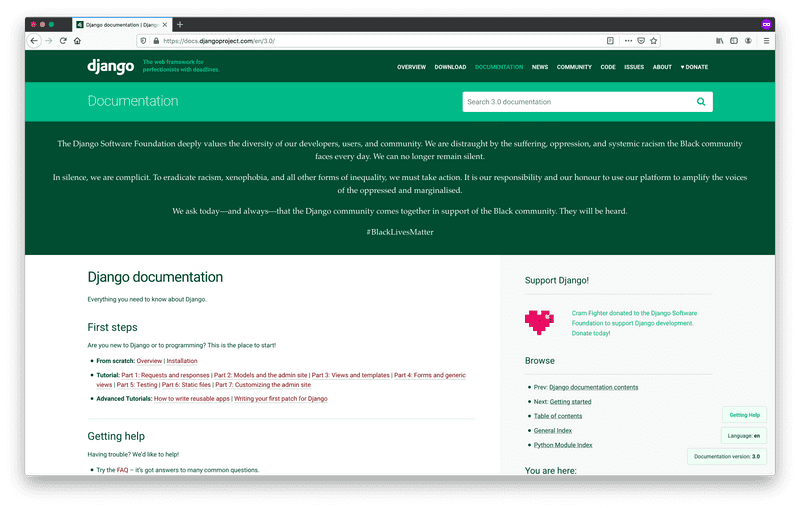 Django documentation | Djang
https://docs.djangoproject.com/en/3.0/
django
The web framework for
perfectionists with deadlines.
OVERVIEW DOWNLOAD DOCUMENTATION NEWS COMMUNITY CODE ISSUES ABOUT ♥ DONATE
Documentation
Search 3.0 documentation
The Django Software Foundation deeply values the diversity of our developers, users, and community. We are distraught by the suffering, oppression, and systemic racism the Black community
faces every day. We can no longer remain silent.
In silence, we are complicit. To eradicate racism, xenophobia, and all other forms of inequality, we must take action. It is our responsibility and our honour to use our platform to amplify the voices
of the oppressed and marginalised.
We ask today—and always—that the Django community comes together in support of the Black community. They will be heard.
#BlackLivesMatter
Django documentation
Everything you need to know about Django.
First steps
Are you new to Django or to programming? This is the place to start!
• From scratch: Overview | Installation
• Tutorial: Part 1: Requests and responses | Part 2: Models and the admin site | Part 3: Views and templates | Part 4: Forms and generic
views | Part 5: Testing | Part 6: Static files | Part 7: Customizing the admin site
• Advanced Tutorials: How to write reusable apps | Writing your first patch for Django
Getting help
Having trouble? We'd like to help!
• Try the FAQ – it's got answers to many common questions.
Support Django!
Cram Fighter donated to the Django Software
Foundation to support Django development.
Donate today!
Browse
• Prev: Django documentation contents
• Next: Getting started
• Table of contents
• General Index
• Python Module Index
You are here:
Getting Help
Language: en
Documentation version: 3.0